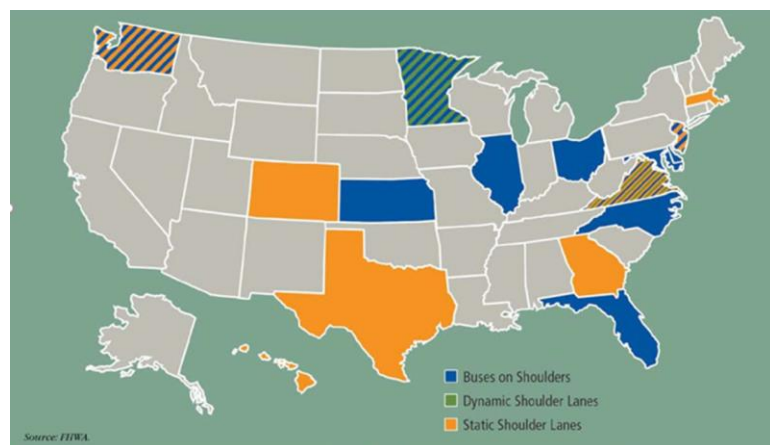 Buses on Shoulders
Dynamic Shoulder Lanes
Static Shoulder Lanes
Source: FHWA.